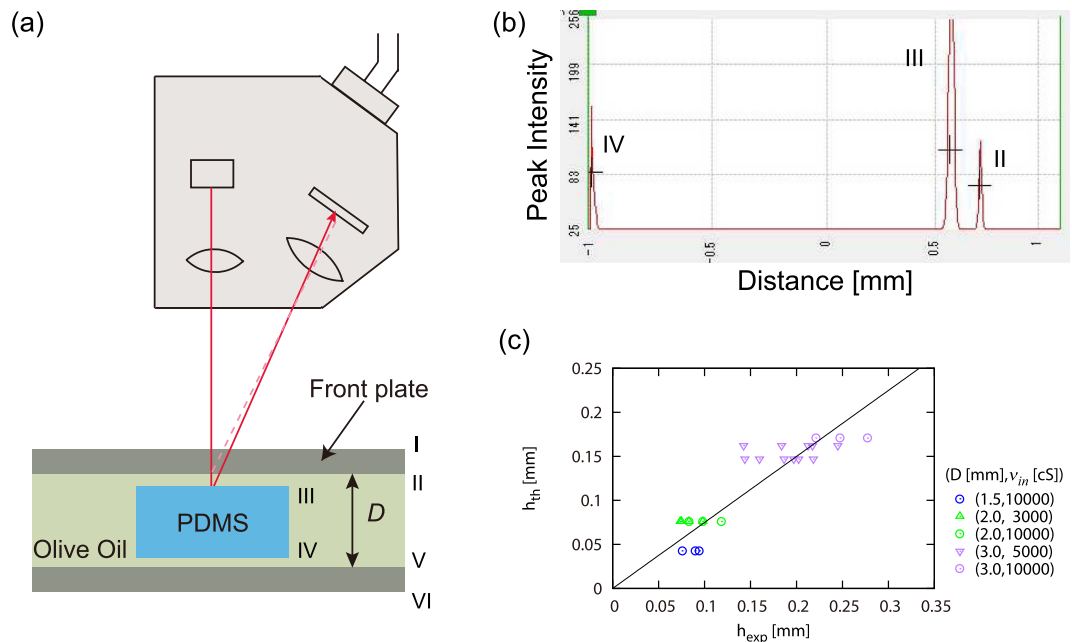 (a)
Front plate
I
II
III
PDMS
D
IV
Olive Oil
V
VI
(b)
Peak Intensity
256
199
141
83
25
III
IV
II
-1
-0.5
0
0.5
1
Distance [mm]
(c)
h_th [mm]
0.25
0.2
0.15
0.1
0.05
0
0
0.05
0.1
0.15
0.2
0.25
0.3
0.35
h_exp [mm]
(D [mm], ν_in [cS])
(1.5,10000)
(2.0, 3000)
(2.0,10000)
(3.0, 5000)
(3.0,10000)